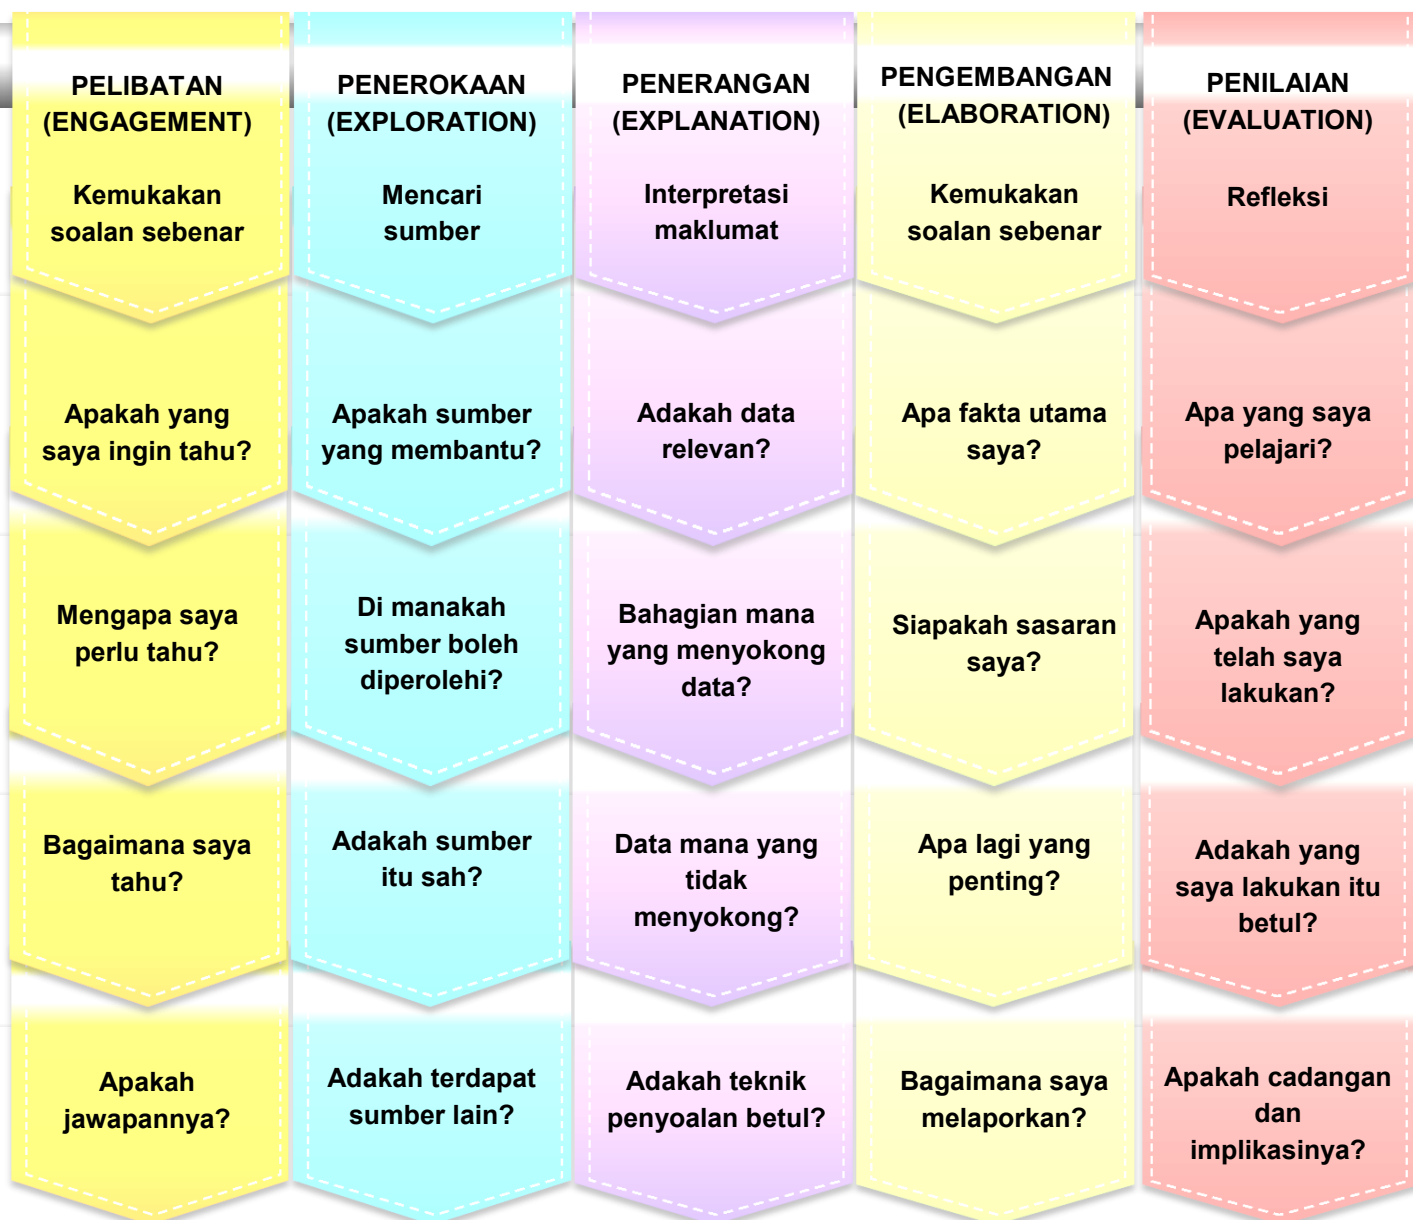 PELIBATAN
(ENGAGEMENT)
Kemukakan
soalan sebenar
Apakah yang
saya ingin tahu?
Mengapa saya
perlu tahu?
Bagaimana saya
tahu?
Apakah
jawapannya?
PENEROKAAN
(EXPLORATION)
Mencari
sumber
Apakah sumber
yang membantu?
Di manakah
sumber boleh
diperolehi?
Adakah sumber
itu sah?
Adakah terdapat
sumber lain?
PENERANGAN
(EXPLANATION)
Interpretasi
maklumat
Adakah data
relevan?
Bahagian mana
yang menyokong
data?
Data mana yang
tidak
menyokong?
Adakah teknik
penyoalan betul?
PENGEMBANGAN
(ELABORATION)
Kemukakan
soalan sebenar
Apa fakta utama
saya?
Siapakah sasaran
saya?
Apa lagi yang
penting?
Bagaimana saya
melaporkan?
PENILAIAN
(EVALUATION)
Refleksi
Apa yang saya
pelajari?
Apakah yang
telah saya
lakukan?
Adakah yang
saya lakukan itu
betul?
Apakah cadangan
dan
implikasinya?